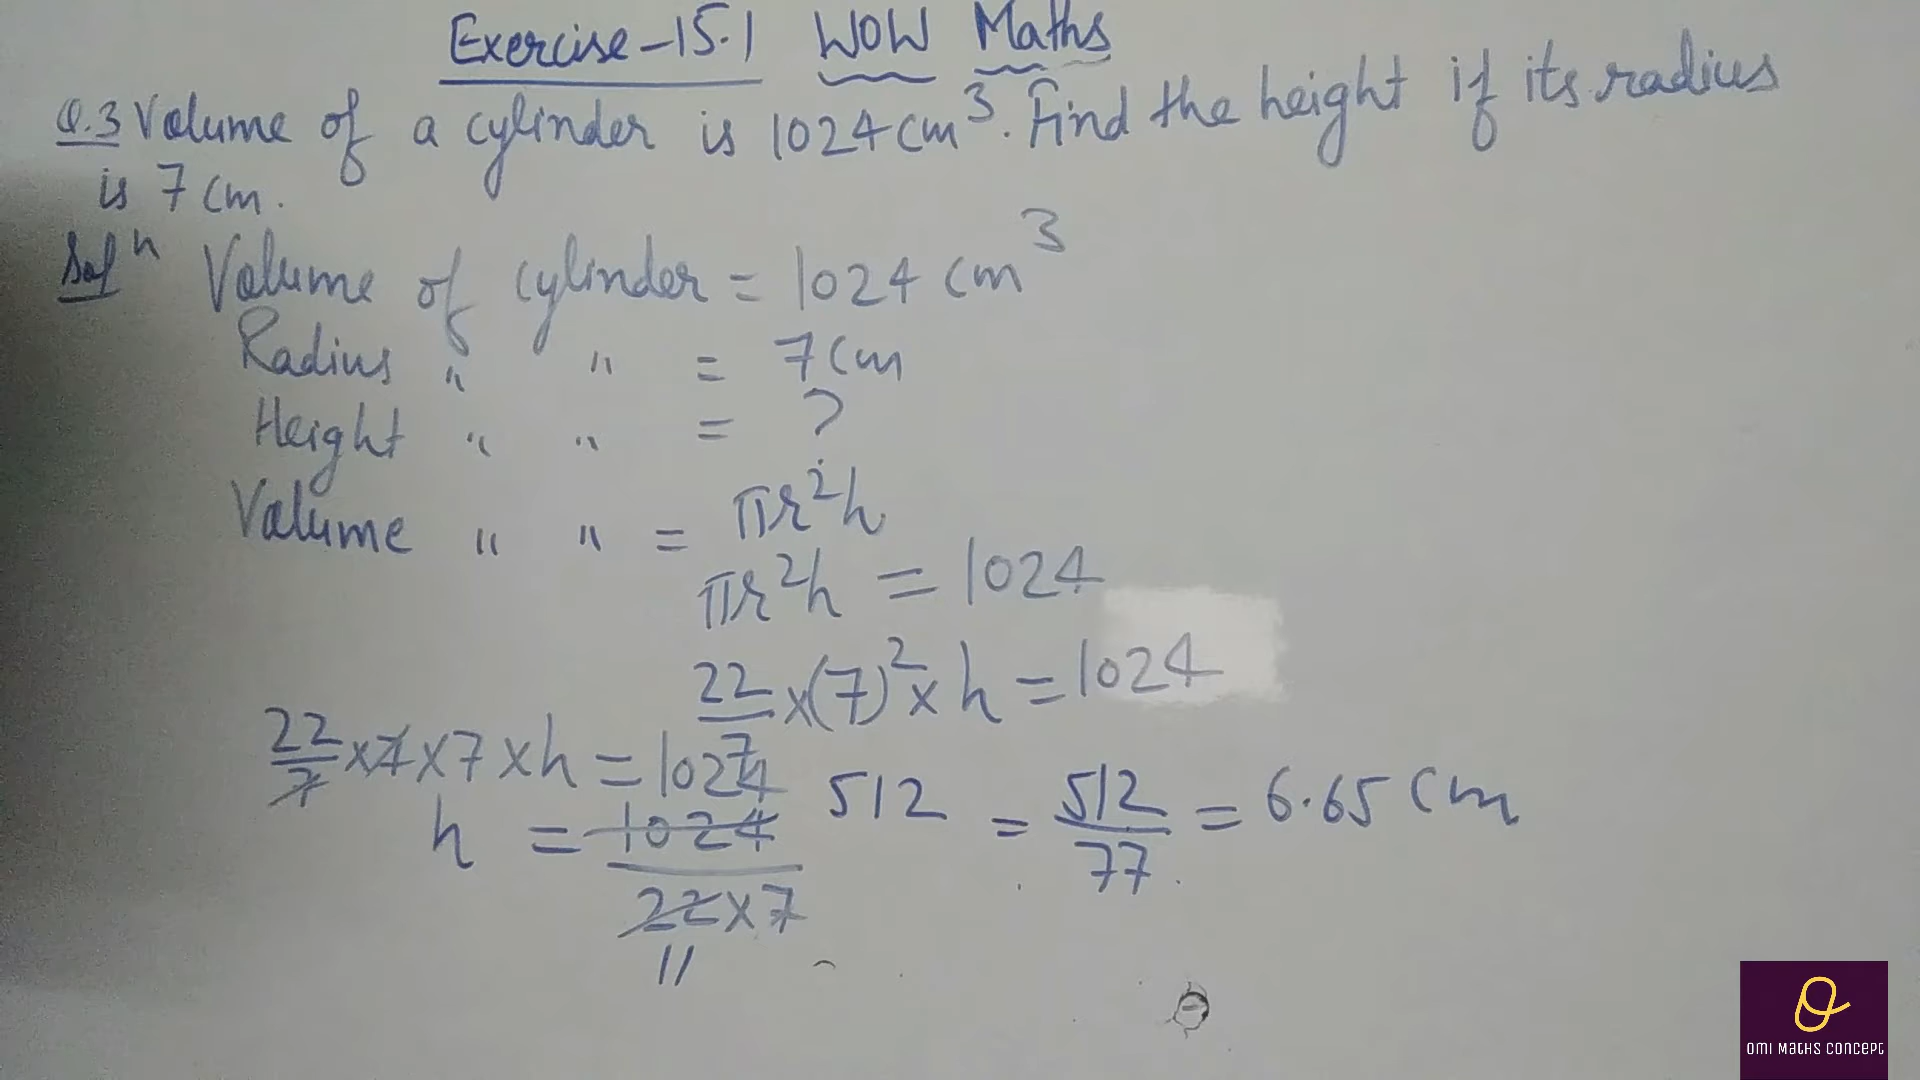 Exercise-15.1 WOW Maths
Q.3 Volume of a cylinder is 1024 cm³. Find the height if its radius
is 7 cm.
Solⁿ Volume of cylinder = 1024 cm³
Radius " " = 7 cm
Height " " = ?
Volume " " = πr²h
πr²h = 1024
22/7 x (7)² x h = 1024
22/7 x 7 x 7 x h = 1024
h = 1024/22x7 512 = 512/77 = 6.65 cm
11
OMI MATHS CONCEPT